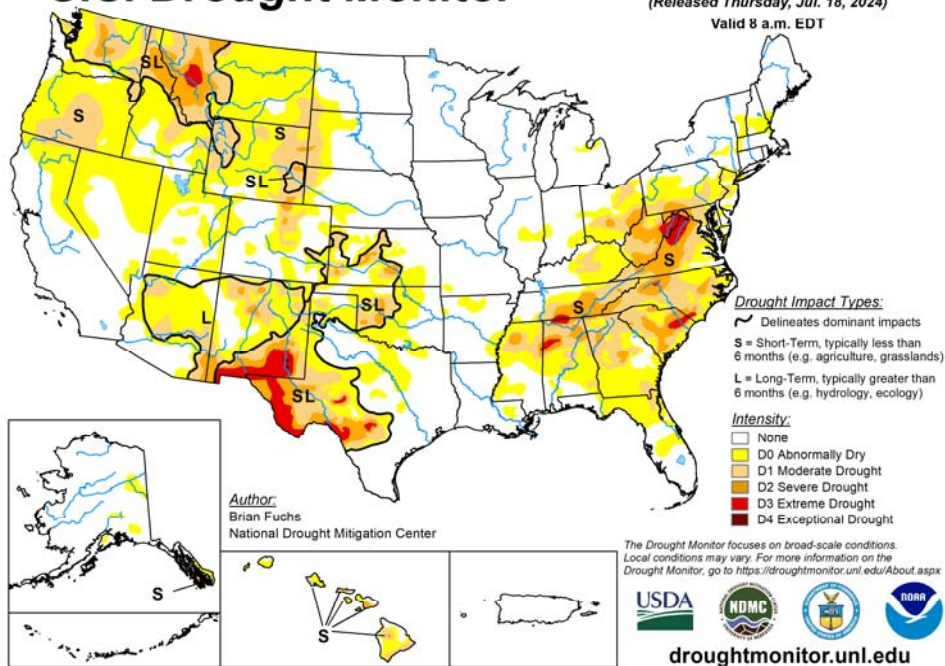 U.S. Drought Monitor
(Released Thursday, Jul. 18, 2024)
Valid 8 a.m. EDT
SL
S
S
SL
S
S
L
SL
SL
Drought Impact Types:
Delineates dominant impacts
S = Short-Term, typically less than
6 months (e.g. agriculture, grasslands)
L = Long-Term, typically greater than
6 months (e.g. hydrology, ecology)
Intensity:
None
D0 Abnormally Dry
D1 Moderate Drought
D2 Severe Drought
D3 Extreme Drought
D4 Exceptional Drought
Author:
Brian Fuchs
National Drought Mitigation Center
S
S
The Drought Monitor focuses on broad-scale conditions.
Local conditions may vary. For more information on the
Drought Monitor, go to https://droughtmonitor.unl.edu/About.aspx
USDA
NDMC
NOAA
droughtmonitor.unl.edu